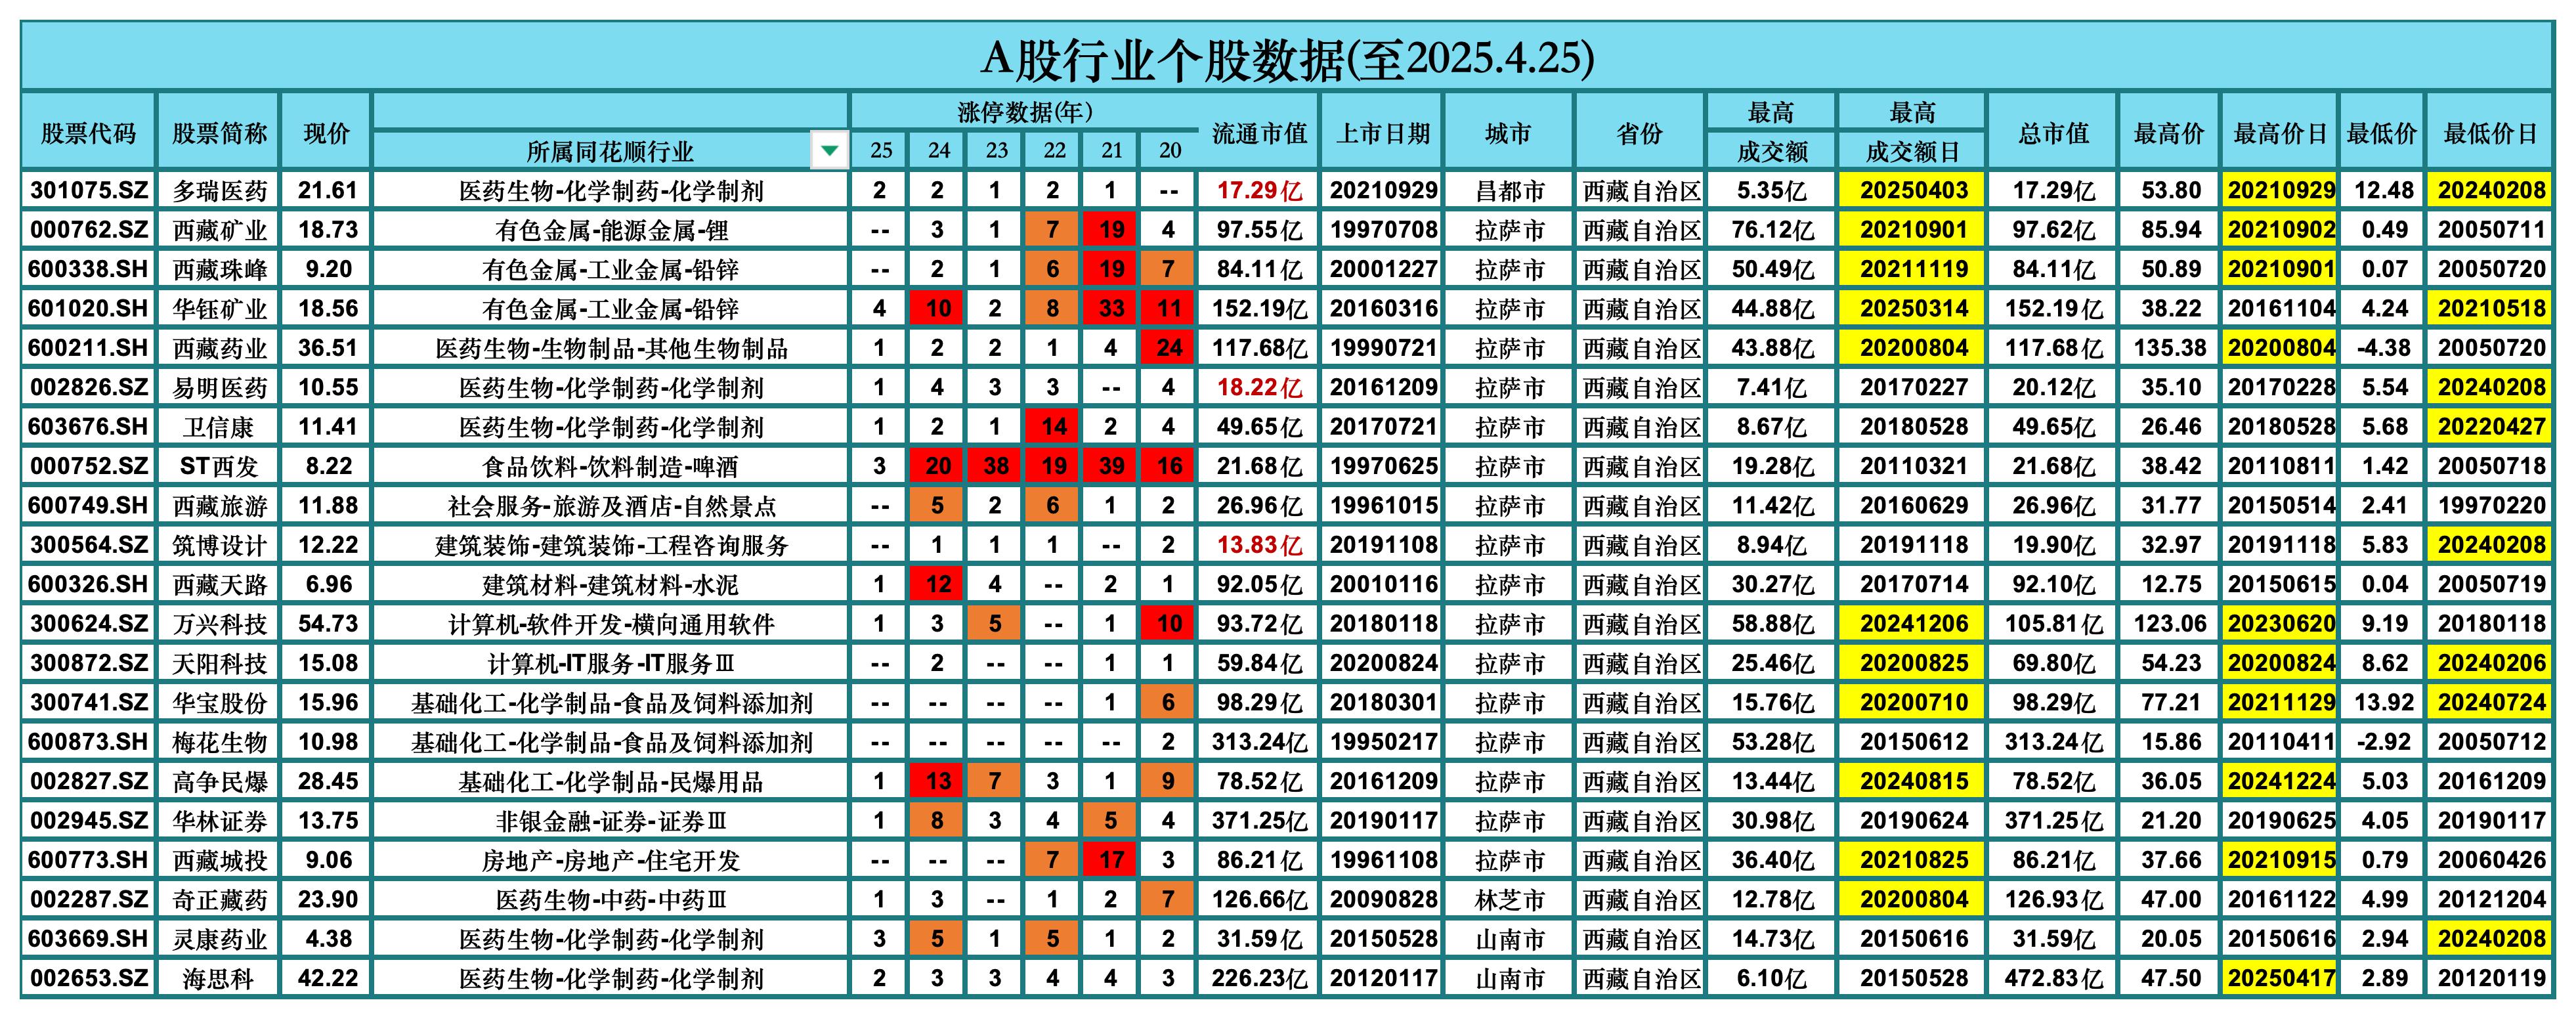 A股行业个股数据(至2025.4.25)
股票代码 股票简称 现价 所属同花顺行业 涨停数据(年) 25 24 23 22 21 20 流通市值 上市日期 城市 省份 最高成交额 最高成交额日 总市值 最高价 最高价日 最低价 最低价日
301075.SZ 多瑞医药 21.61 医药生物-化学制药-化学制剂 2 2 1 2 1 -- 17.29亿 20210929 昌都市 西藏自治区 5.35亿 20250403 17.29亿 53.80 20210929 12.48 20240208
000762.SZ 西藏矿业 18.73 有色金属-能源金属-锂 -- 3 1 7 19 4 97.55亿 19970708 拉萨市 西藏自治区 76.12亿 20210901 97.62亿 85.94 20210902 0.49 20050711
600338.SH 西藏珠峰 9.20 有色金属-工业金属-铅锌 -- 2 1 6 19 7 84.11亿 20001227 拉萨市 西藏自治区 50.49亿 20211119 84.11亿 50.89 20210901 0.07 20050720
601020.SH 华钰矿业 18.56 有色金属-工业金属-铅锌 4 10 2 8 33 11 152.19亿 20160316 拉萨市 西藏自治区 44.88亿 20250314 152.19亿 38.22 20161104 4.24 20210518
600211.SH 西藏药业 36.51 医药生物-生物制品-其他生物制品 1 2 2 1 4 24 117.68亿 19990721 拉萨市 西藏自治区 43.88亿 20200804 117.68亿 135.38 20200804 -4.38 20050720
002826.SZ 易明医药 10.55 医药生物-化学制药-化学制剂 1 4 3 3 -- 4 18.22亿 20161209 拉萨市 西藏自治区 7.41亿 20170227 20.12亿 35.10 20170228 5.54 20240208
603676.SH 卫信康 11.41 医药生物-化学制药-化学制剂 1 2 1 14 2 4 49.65亿 20170721 拉萨市 西藏自治区 8.67亿 20180528 49.65亿 26.46 20180528 5.68 20220427
000752.SZ ST西发 8.22 食品饮料-饮料制造-啤酒 3 20 38 19 39 16 21.68亿 19970625 拉萨市 西藏自治区 19.28亿 20110321 21.68亿 38.42 20110811 1.42 20050718
600749.SH 西藏旅游 11.88 社会服务-旅游及酒店-自然景点 -- 5 2 6 1 2 26.96亿 19961015 拉萨市 西藏自治区 11.42亿 20160629 26.96亿 31.77 20150514 2.41 19970220
300564.SZ 筑博设计 12.22 建筑装饰-建筑装饰-工程咨询服务 -- 1 1 1 -- 2 13.83亿 20191108 拉萨市 西藏自治区 8.94亿 20191118 19.90亿 32.97 20191118 5.83 20240208
600326.SH 西藏天路 6.96 建筑材料-建筑材料-水泥 1 12 4 -- 2 1 92.05亿 20010116 拉萨市 西藏自治区 30.27亿 20170714 92.10亿 12.75 20150615 0.04 20050719
300624.SZ 万兴科技 54.73 计算机-软件开发-横向通用软件 1 3 5 -- 1 10 93.72亿 20180118 拉萨市 西藏自治区 58.88亿 20241206 105.81亿 123.06 20230620 9.19 20180118
300872.SZ 天阳科技 15.08 计算机-IT服务-IT服务Ⅲ -- 2 -- -- 1 1 59.84亿 20200824 拉萨市 西藏自治区 25.46亿 20200825 69.80亿 54.23 20200824 8.62 20240206
300741.SZ 华宝股份 15.96 基础化工-化学制品-食品及饲料添加剂 -- -- -- -- 1 6 98.29亿 20180301 拉萨市 西藏自治区 15.76亿 20200710 98.29亿 77.21 20211129 13.92 20240724
600873.SH 梅花生物 10.98 基础化工-化学制品-食品及饲料添加剂 -- -- -- -- -- 2 313.24亿 19950217 拉萨市 西藏自治区 53.28亿 20150612 313.24亿 15.86 20110411 -2.92 20050712
002827.SZ 高争民爆 28.45 基础化工-化学制品-民爆用品 1 13 7 3 1 9 78.52亿 20161209 拉萨市 西藏自治区 13.44亿 20240815 78.52亿 36.05 20241224 5.03 20161209
002945.SZ 华林证券 13.75 非银金融-证券-证券Ⅲ 1 8 3 4 5 4 371.25亿 20190117 拉萨市 西藏自治区 30.98亿 20190624 371.25亿 21.20 20190625 4.05 20190117
600773.SH 西藏城投 9.06 房地产-房地产-住宅开发 -- -- -- 7 17 3 86.21亿 19961108 拉萨市 西藏自治区 36.40亿 20210825 86.21亿 37.66 20210915 0.79 20060426
002287.SZ 奇正藏药 23.90 医药生物-中药-中药Ⅲ 1 3 -- 1 2 7 126.66亿 20090828 林芝市 西藏自治区 12.78亿 20200804 126.93亿 47.00 20161122 4.99 20121204
603669.SH 灵康药业 4.38 医药生物-化学制药-化学制剂 3 5 1 5 1 2 31.59亿 20150528 山南市 西藏自治区 14.73亿 20150616 31.59亿 20.05 20150616 2.94 20240208
002653.SZ 海思科 42.22 医药生物-化学制药-化学制剂 2 3 3 4 4 3 226.23亿 20120117 山南市 西藏自治区 6.10亿 20150528 472.83亿 47.50 20250417 2.89 20120119